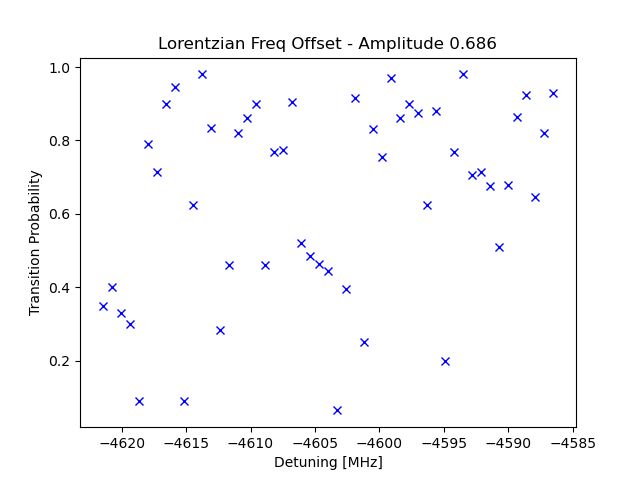 Lorentzian Freq Offset - Amplitude 0.686
1.0
0.8
0.6
0.4
0.2
Transition Probability
−4620 −4615 −4610 −4605 −4600 −4595 −4590 −4585
Detuning [MHz]